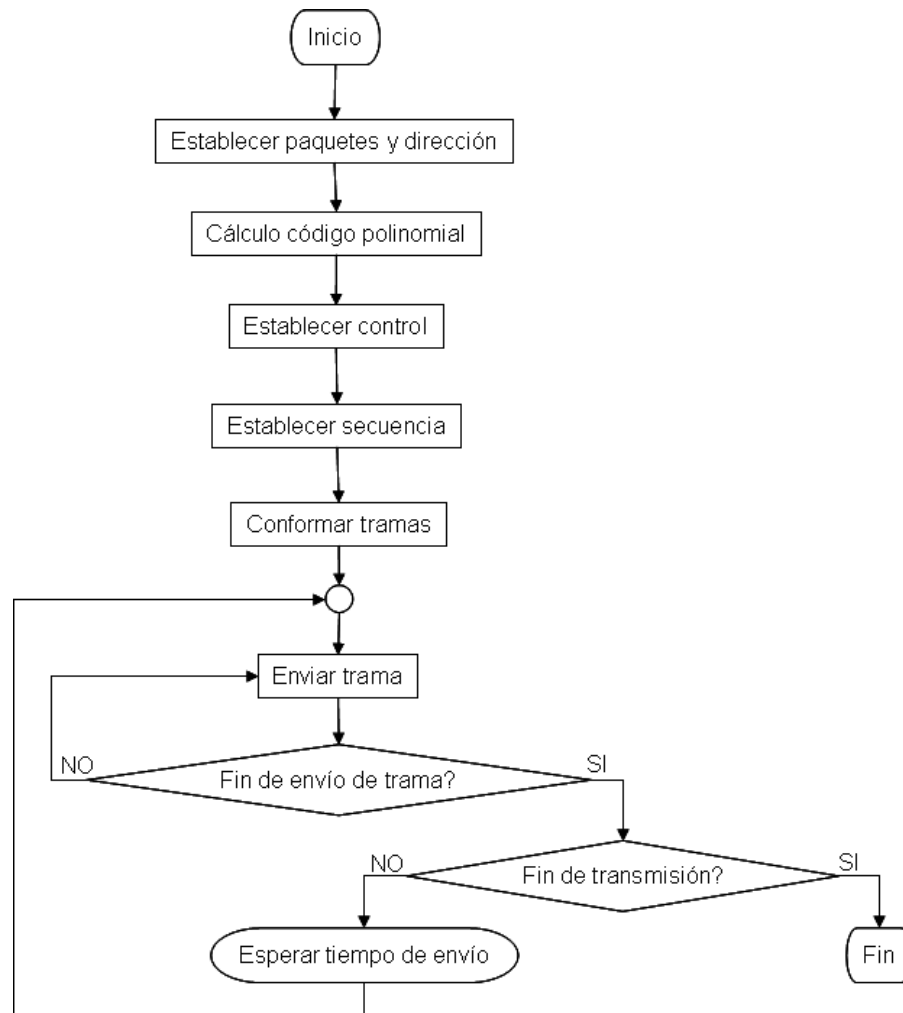 Inicio
Establecer paquetes y dirección
Cálculo código polinomial
Establecer control
Establecer secuencia
Conformar tramas
Enviar trama
NO
Fin de envío de trama?
SI
NO
Fin de transmisión?
SI
Esperar tiempo de envío
Fin